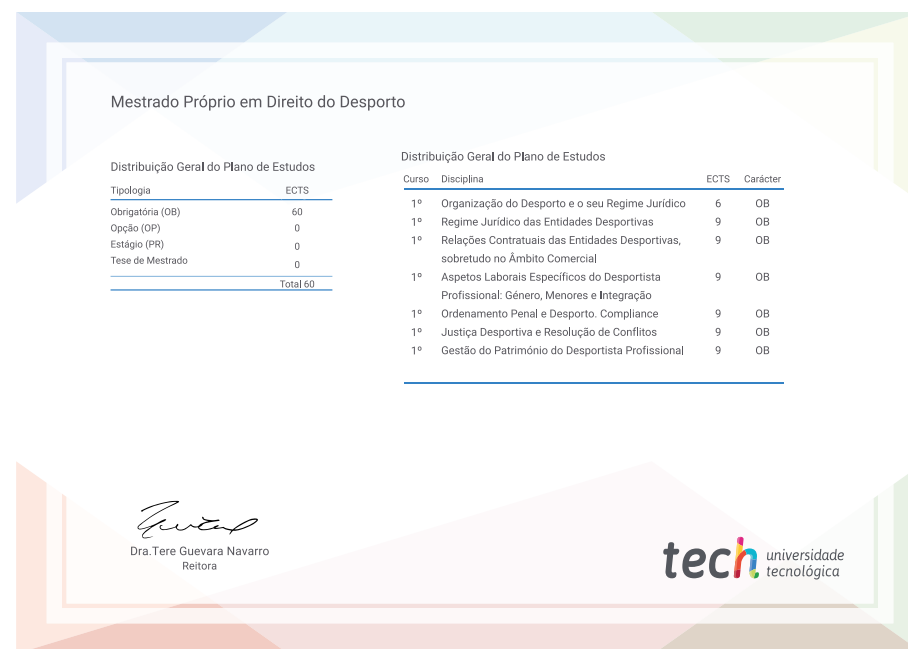 Mestrado Próprio em Direito do Desporto
Distribuição Geral do Plano de Estudos
Tipologia ECTS
Obrigatória (OB) 60
Opção (OP) 0
Estágio (PR) 0
Tese de Mestrado 0
Total 60
Distribuição Geral do Plano de Estudos
Curso Disciplina ECTS Carácter
1º Organização do Desporto e o seu Regime Jurídico 6 OB
1º Regime Jurídico das Entidades Desportivas 9 OB
1º Relações Contratuais das Entidades Desportivas, 9 OB
sobretudo no Âmbito Comercial
1º Aspetos Laborais Específicos do Desportista 9 OB
Profissional: Género, Menores e Integração
1º Ordenamento Penal e Desporto. Compliance 9 OB
1º Justiça Desportiva e Resolução de Conflitos 9 OB
1º Gestão do Património do Desportista Profissional 9 OB
Dra.Tere Guevara Navarro
Reitora
tech universidade
tecnológica